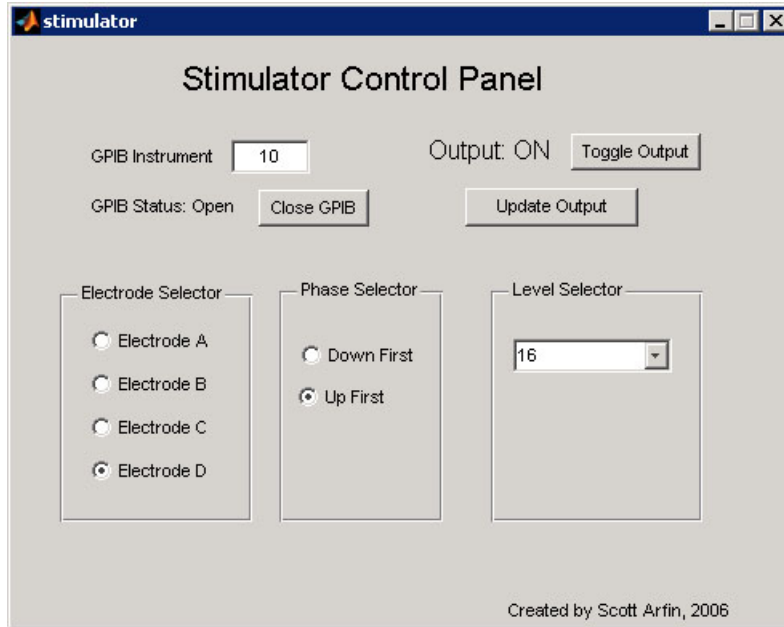 stimulator
Stimulator Control Panel
GPIB Instrument 10 Output: ON Toggle Output
GPIB Status: Open Close GPIB Update Output
Electrode Selector
Electrode A
Electrode B
Electrode C
Electrode D
Phase Selector
Down First
Up First
Level Selector
16
Created by Scott Arfin, 2006